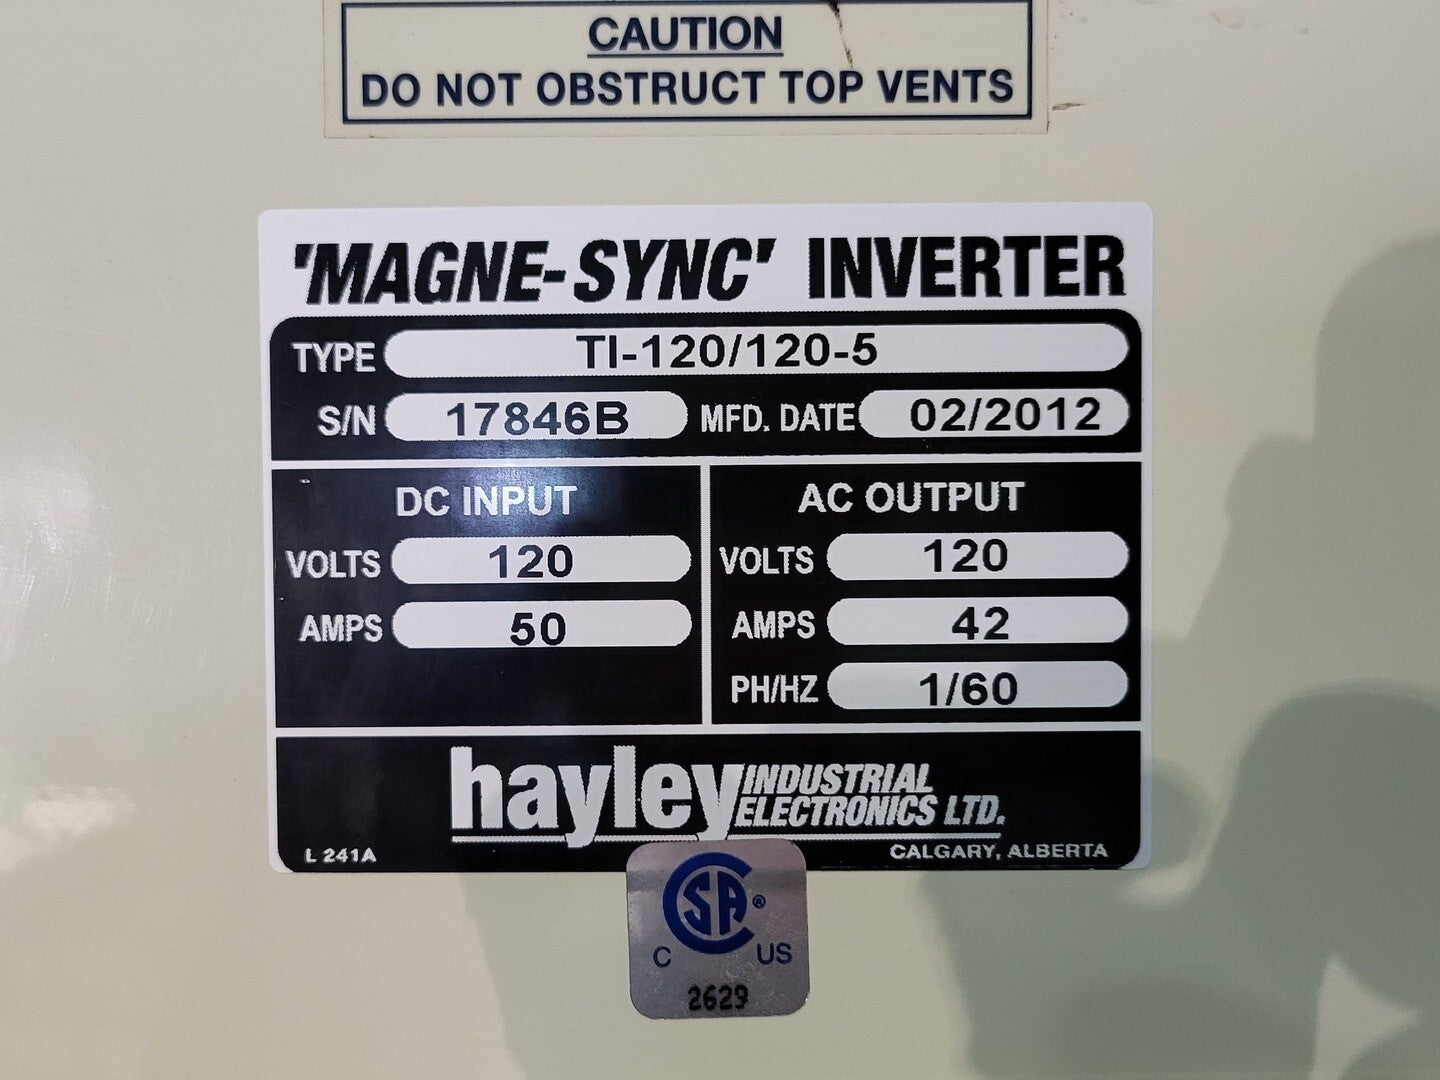 CAUTION
DO NOT OBSTRUCT TOP VENTS
'MAGNE-SYNC' INVERTER
TYPE TI-120/120-5
S/N 17846B MFD. DATE 02/2012
DC INPUT
VOLTS 120
AMPS 50
AC OUTPUT
VOLTS 120
AMPS 42
PH/HZ 1/60
hayley INDUSTRIAL
ELECTRONICS LTD.
L 241A
CALGARY, ALBERTA
CSA ®
C US
2629